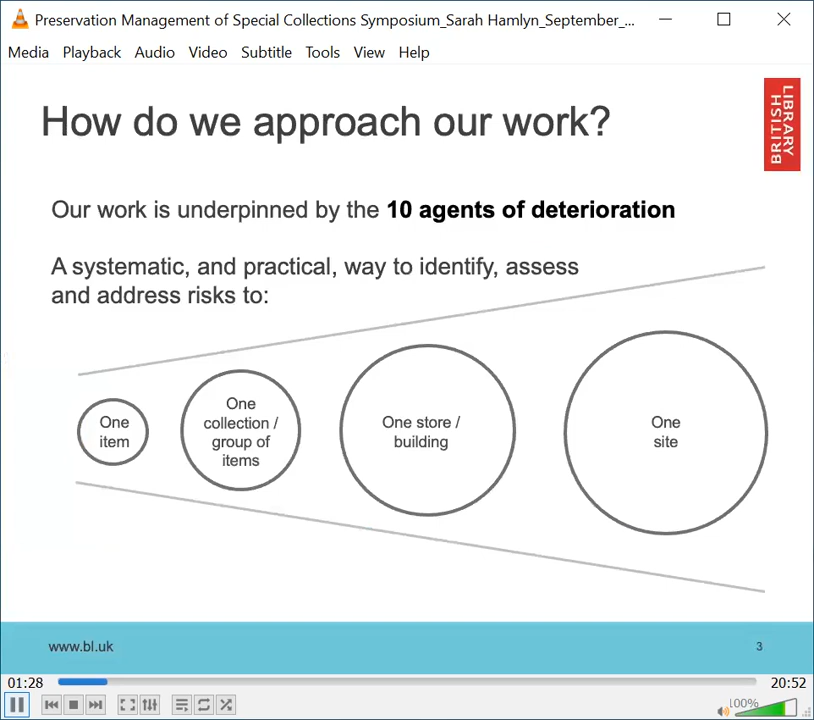 Preservation Management of Special Collections Symposium_Sarah Hamlyn_September_...
Media Playback Audio Video Subtitle Tools View Help
How do we approach our work?
LIBRARY
BRITISH
Our work is underpinned by the 10 agents of deterioration
A systematic, and practical, way to identify, assess
and address risks to:
One
item
One
collection /
group of
items
One store /
building
One
site
www.bl.uk
3
01:28
20:52
100%